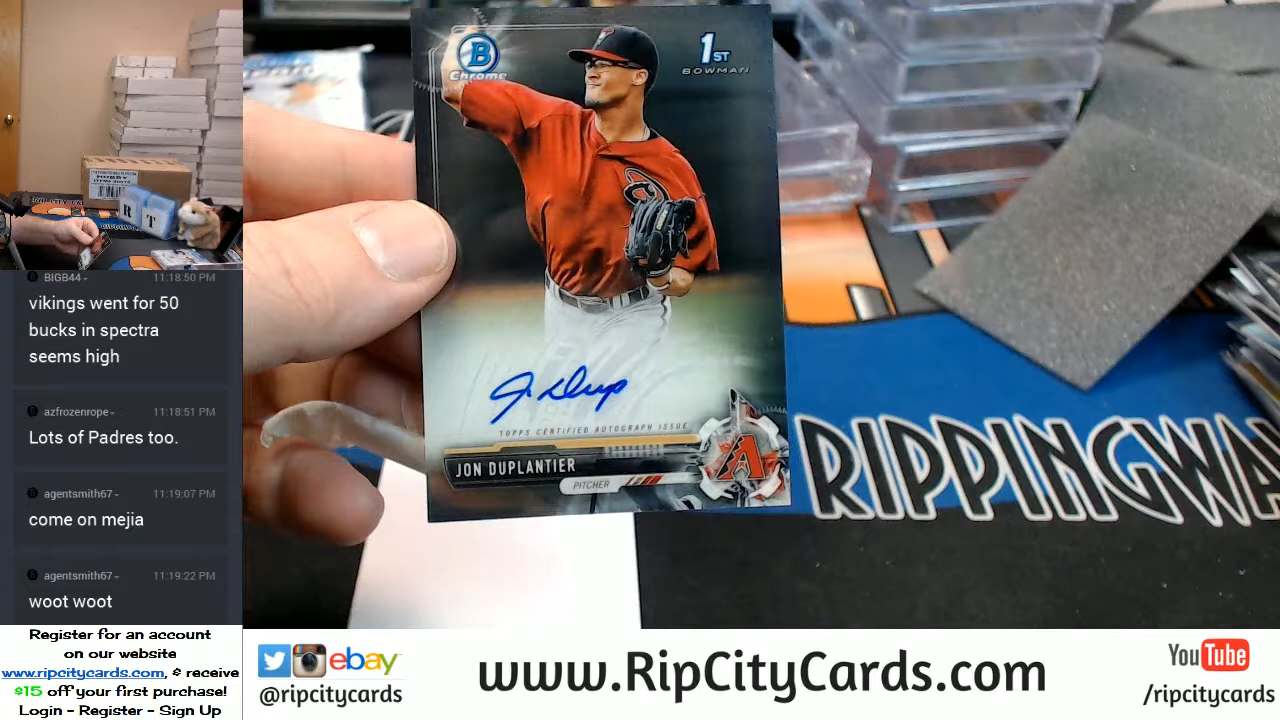 HOBBY
R T
BIGB44
11:18:50 PM
vikings went for 50
bucks in spectra
seems high
azfrozenrope
11:18:51 PM
Lots of Padres too.
agentsmith67
11:19:07 PM
come on mejia
agentsmith67
11:19:22 PM
woot woot
Register for an account
on our website
www.ripcitycards.com, & receive
$15 off your first purchase!
Login - Register - Sign Up
B
Chrome
1ST
BOWMAN
J. Dup
TOPPS CERTIFIED AUTOGRAPH ISSUE
JON DUPLANTIER
PITCHER
A
RIPPINGWA
ebay
@ripcitycards
www.RipCityCards.com
YouTube
/ripcitycards